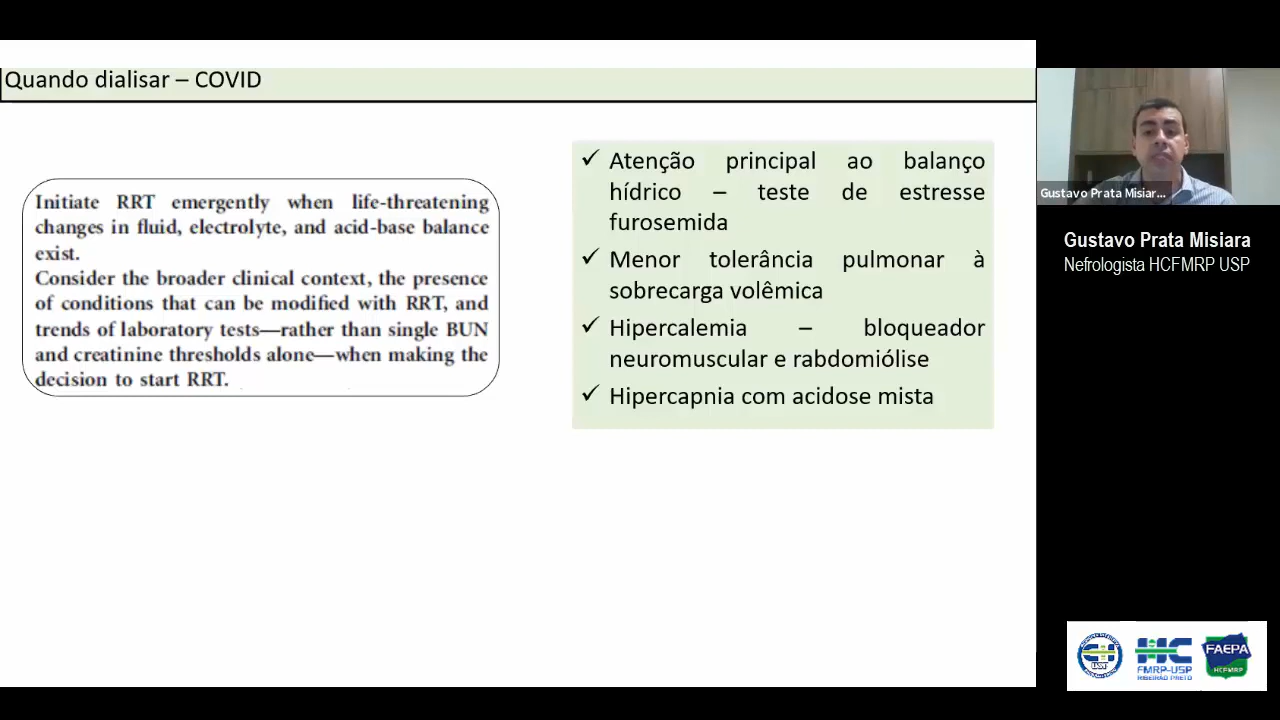 Quando dialisar – COVID
Initiate RRT emergently when life-threatening
changes in fluid, electrolyte, and acid-base balance
exist.
Consider the broader clinical context, the presence
of conditions that can be modified with RRT, and
trends of laboratory tests—rather than single BUN
and creatinine thresholds alone—when making the
decision to start RRT.
✓ Atenção principal ao balanço
hídrico – teste de estresse
furosemida
✓ Menor tolerância pulmonar à
sobrecarga volêmica
✓ Hipercalemia – bloqueador
neuromuscular e rabdomiólise
✓ Hipercapnia com acidose mista
Gustavo Prata Misiar...
Gustavo Prata Misiara
Nefrologista HCFMRP USP
HC
FMRP-USP
RIBEIRÃO PRETO
FAEPA
HCFMRP